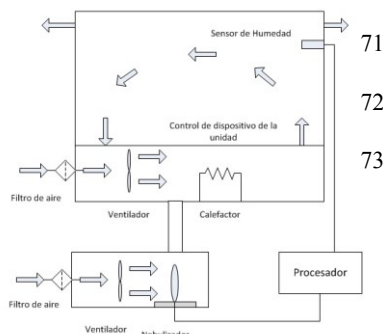 Sensor de Humedad
71
72
Control de dispositivo de la
unidad
73
Filtro de aire
Ventilador
Calefactor
Procesador
Filtro de aire
Ventilador
Nebulizador